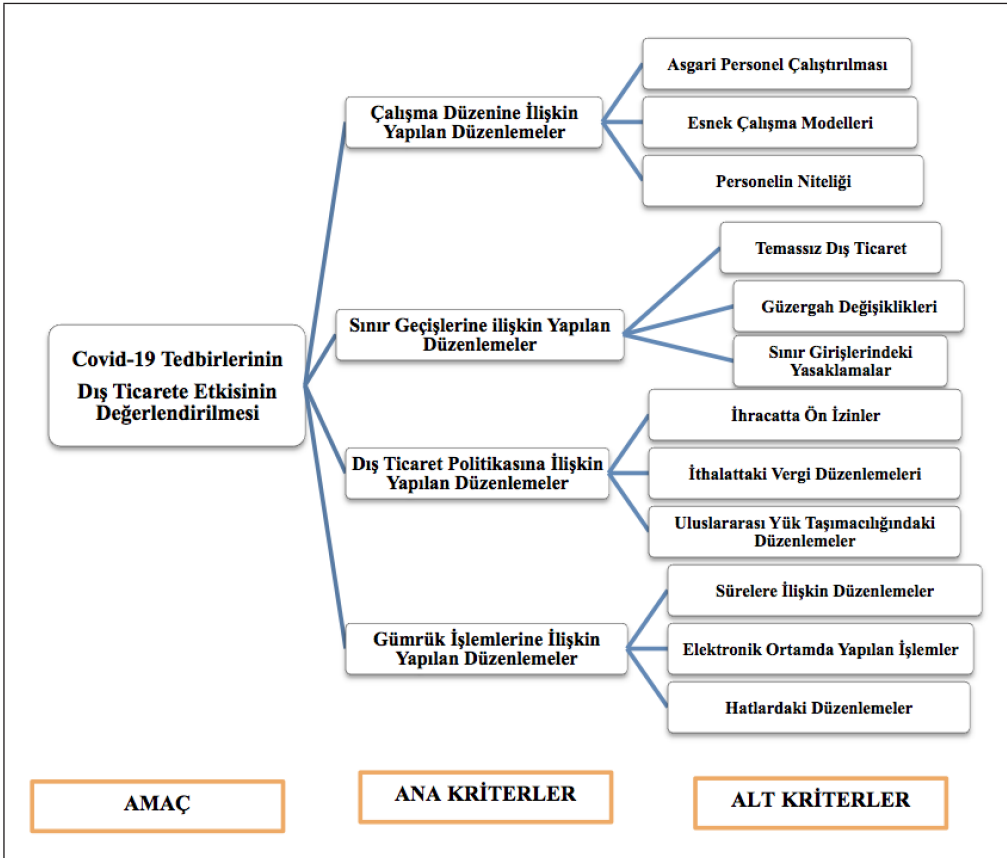 Covid-19 Tedbirlerinin
Dış Ticarete Etkisinin
Değerlendirilmesi
Çalışma Düzenine İlişkin
Yapılan Düzenlemeler
Asgari Personel Çalıştırılması
Esnek Çalışma Modelleri
Personelin Niteliği
Sınır Geçişlerine ilişkin Yapılan
Düzenlemeler
Temassız Dış Ticaret
Güzergah Değişiklikleri
Sınır Girişlerindeki
Yasaklamalar
Dış Ticaret Politikasına İlişkin
Yapılan Düzenlemeler
İhracatta Ön İzinler
İthalattaki Vergi Düzenlemeleri
Uluslararası Yük Taşımacılığındaki
Düzenlemeler
Gümrük İşlemlerine İlişkin
Yapılan Düzenlemeler
Sürelere İlişkin Düzenlemeler
Elektronik Ortamda Yapılan İşlemler
Hatlardaki Düzenlemeler
AMAÇ
ANA KRİTERLER
ALT KRİTERLER